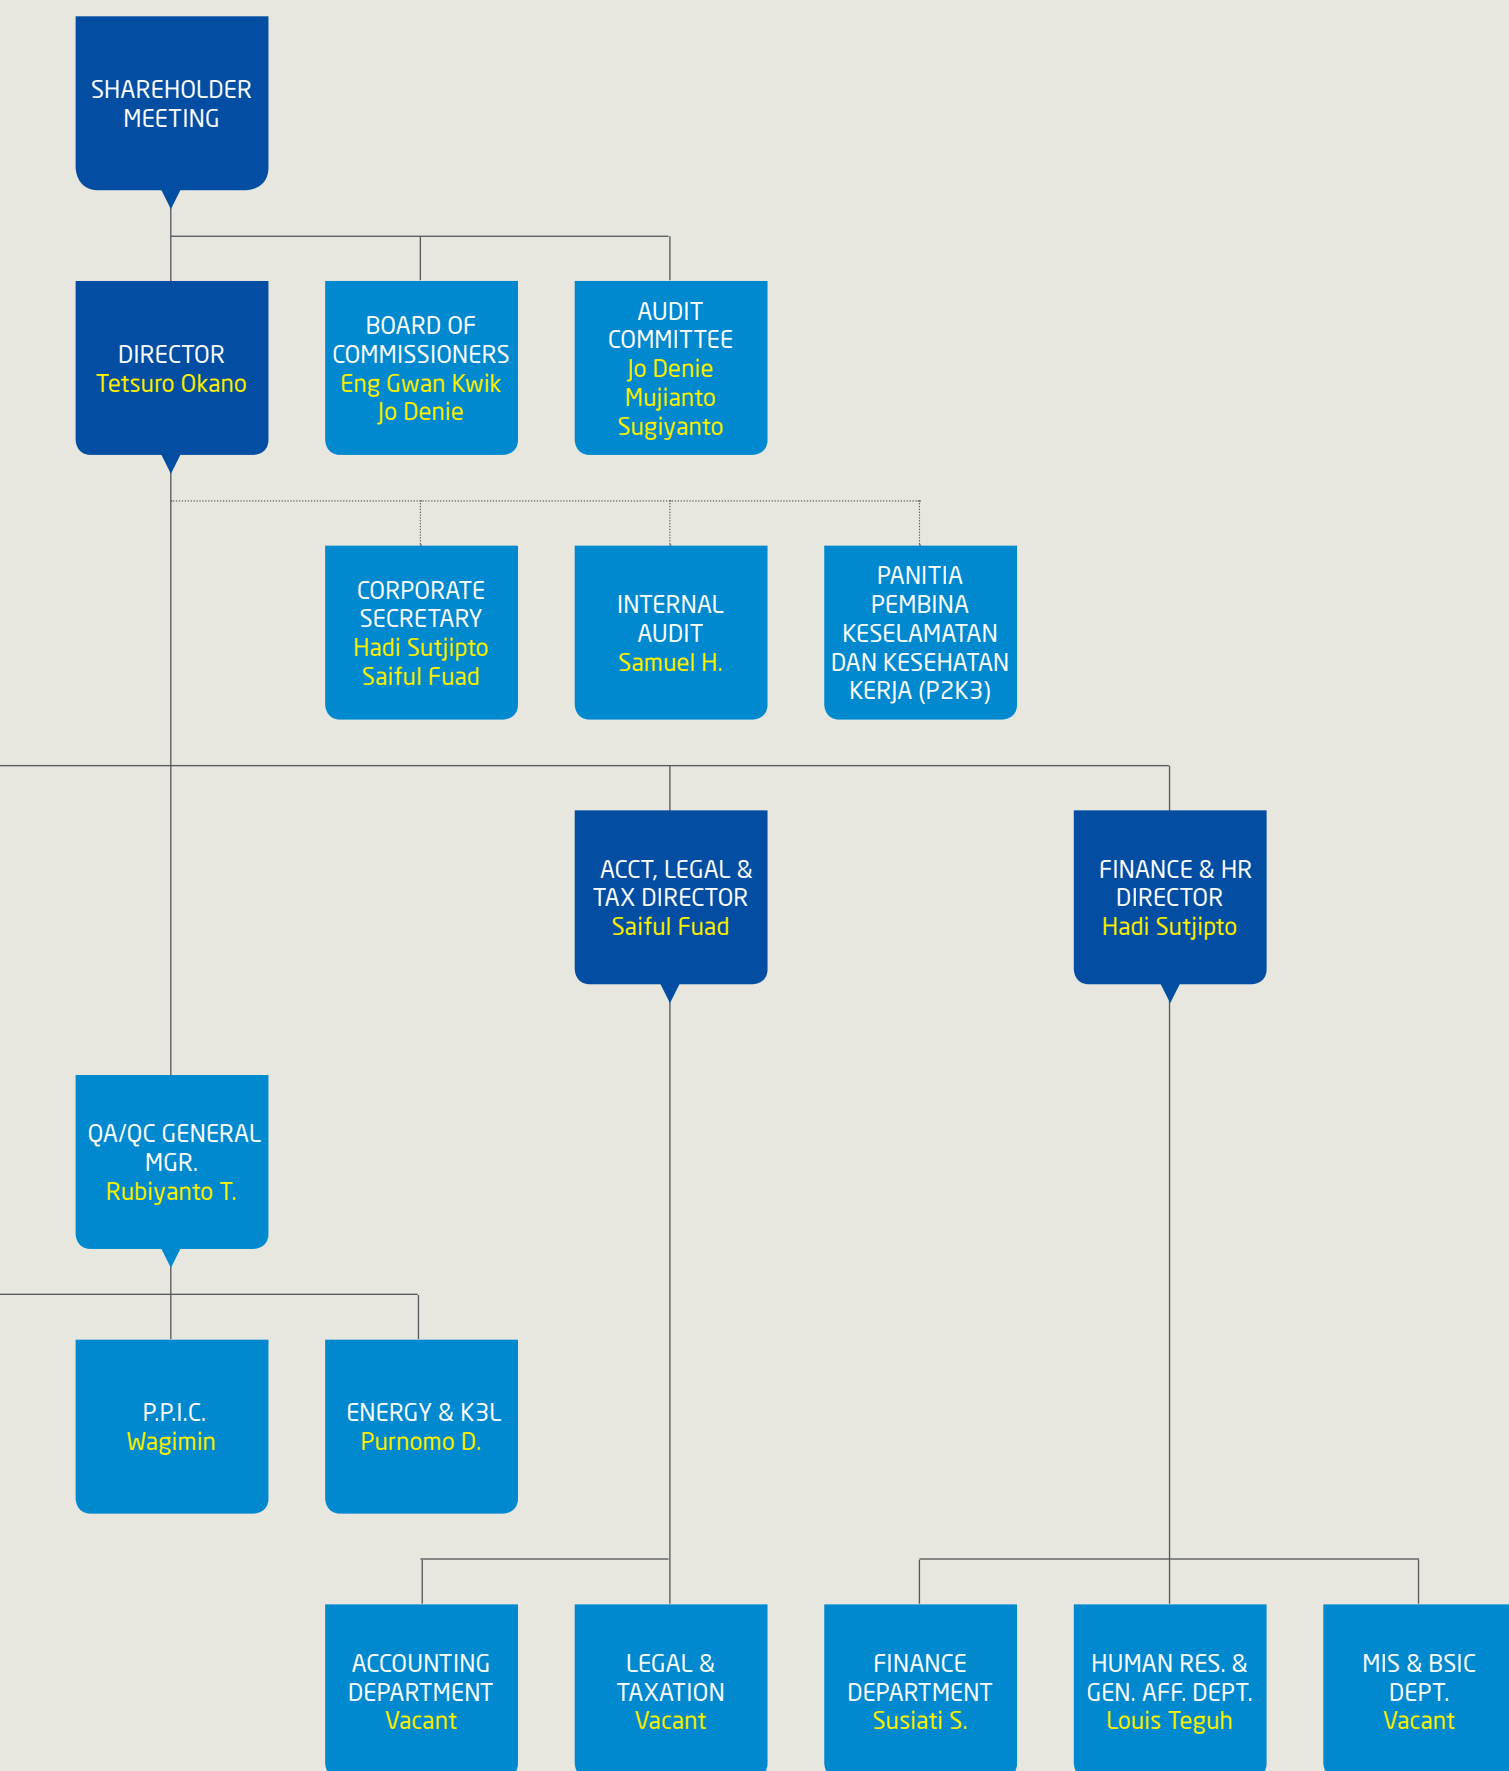 SHAREHOLDER
MEETING
DIRECTOR
Tetsuro Okano
BOARD OF
COMMISSIONERS
Eng Gwan Kwik
Jo Denie
AUDIT
COMMITTEE
Jo Denie
Mujianto
Sugiyanto
CORPORATE
SECRETARY
Hadi Sutjipto
Saiful Fuad
INTERNAL
AUDIT
Samuel H.
PANITIA
PEMBINA
KESELAMATAN
DAN KESEHATAN
KERJA (P2K3)
ACCT, LEGAL &
TAX DIRECTOR
Saiful Fuad
FINANCE & HR
DIRECTOR
Hadi Sutjipto
QA/QC GENERAL
MGR.
Rubiyanto T.
P.P.I.C.
Wagimin
ENERGY & K3L
Purnomo D.
ACCOUNTING
DEPARTMENT
Vacant
LEGAL &
TAXATION
Vacant
FINANCE
DEPARTMENT
Susiati S.
HUMAN RES. &
GEN. AFF. DEPT.
Louis Teguh
MIS & BSIC
DEPT.
Vacant